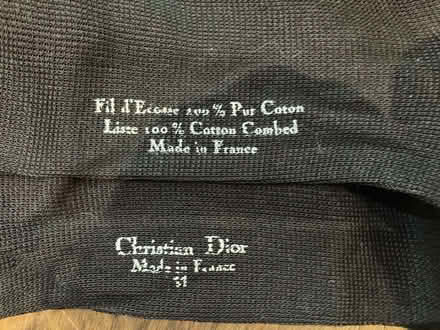 Fil d'Ecosse 100 % Pur Coton
Lisle 100 % Cotton Combed
Made in France
Christian Dior
Made in France